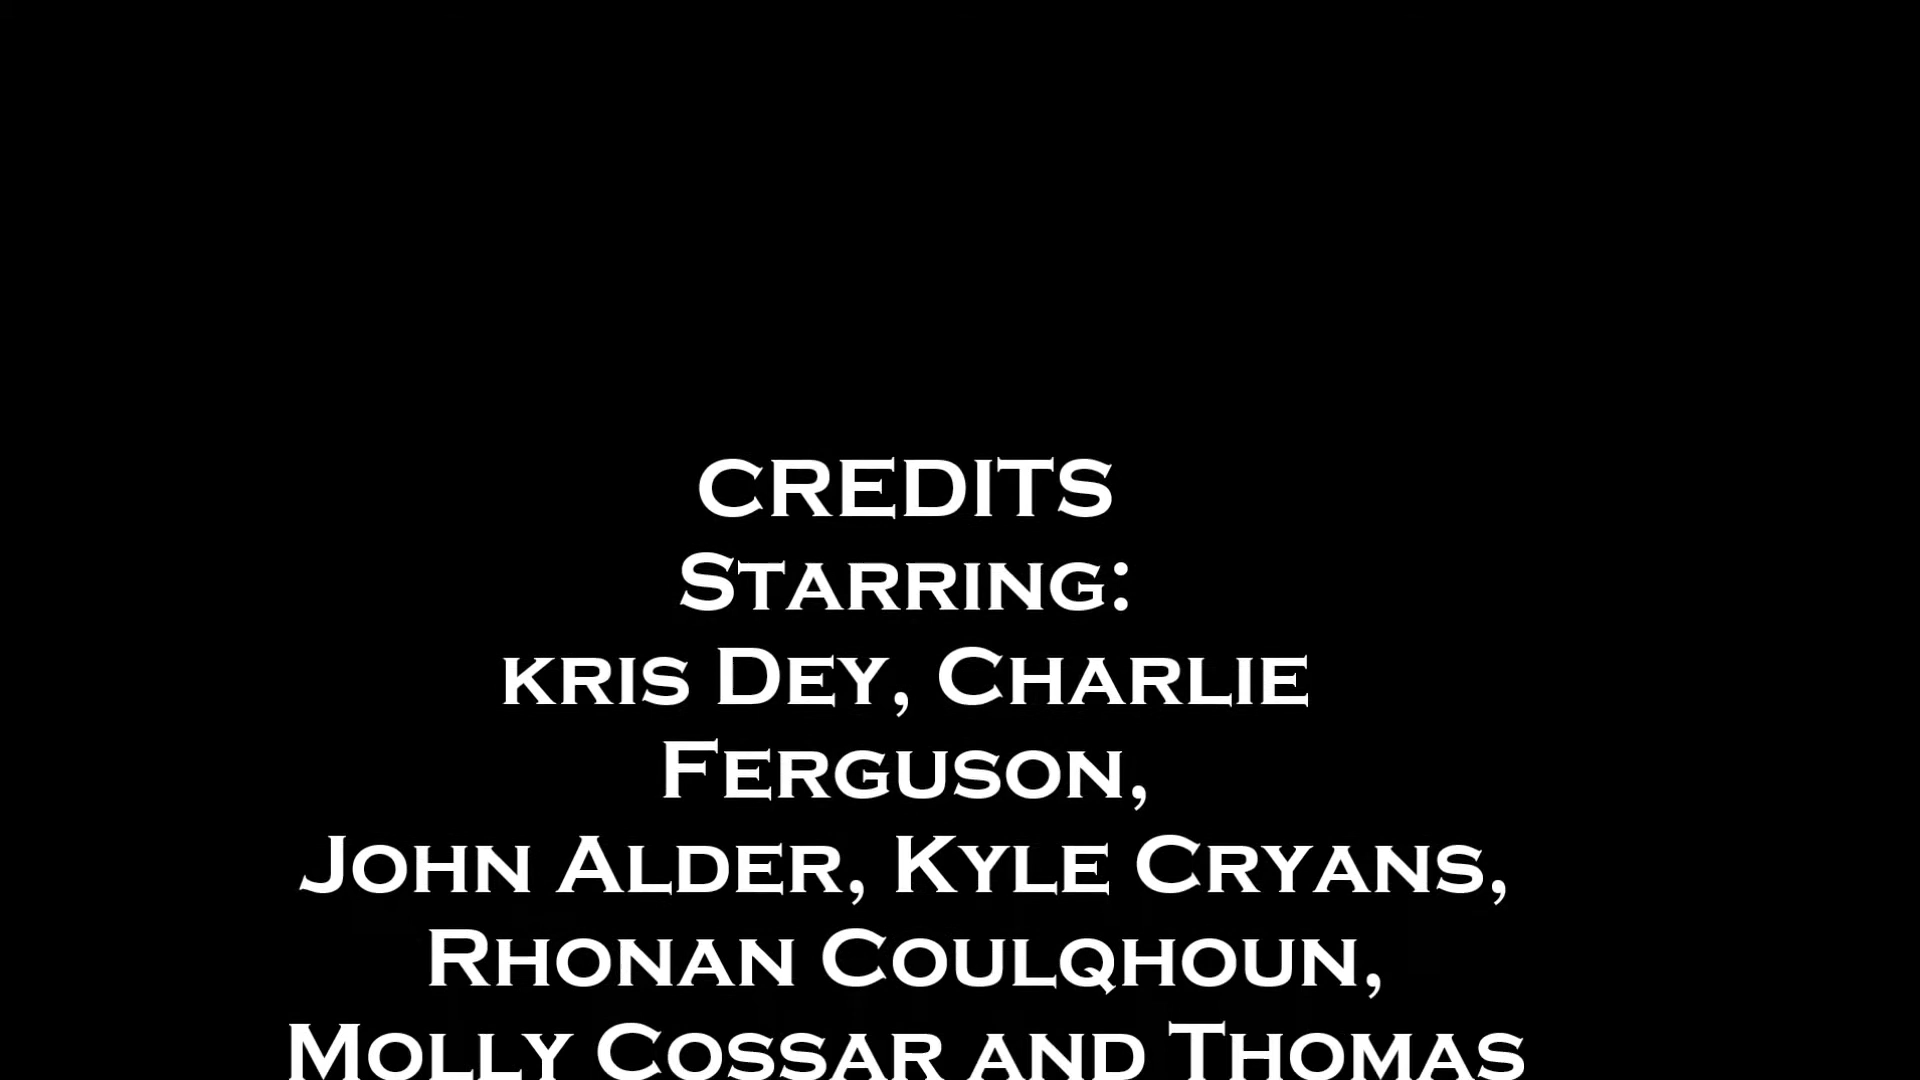 CREDITS
Starring:
kris Dey, Charlie
Ferguson,
John Alder, Kyle Cryans,
Rhonan Coulqhoun,
Molly Cossar and Thomas